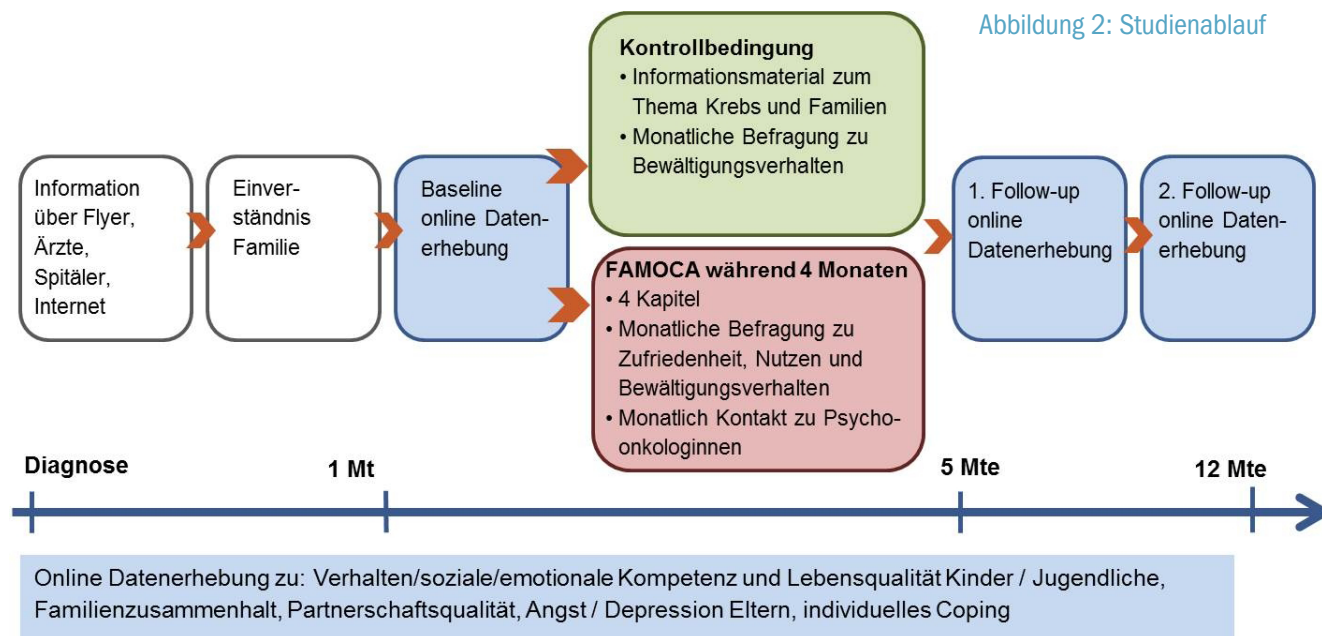 Abbildung 2: Studienablauf
Information
über Flyer,
Ärzte,
Spitäler,
Internet
Einver-
ständnis
Familie
Baseline
online Daten-
erhebung
Kontrollbedingung
• Informationsmaterial zum
Thema Krebs und Familien
• Monatliche Befragung zu
Bewältigungsverhalten
FAMOCA während 4 Monaten
• 4 Kapitel
• Monatliche Befragung zu
Zufriedenheit, Nutzen und
Bewältigungsverhalten
• Monatlich Kontakt zu Psycho-
onkologinnen
1. Follow-up
online
Datenerhebung
2. Follow-up
online Daten-
erhebung
Diagnose
1 Mt
5 Mte
12 Mte
Online Datenerhebung zu: Verhalten/soziale/emotionale Kompetenz und Lebensqualität Kinder / Jugendliche,
Familienzusammenhalt, Partnerschaftsqualität, Angst / Depression Eltern, individuelles Coping